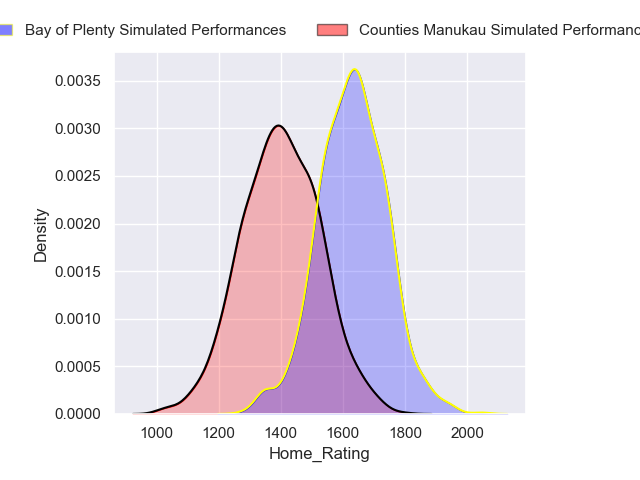 Bay of Plenty Simulated Performances
Counties Manukau Simulated
0.0035
0.0030
0.0025
0.0020
0.0015
0.0010
0.0005
0.0000
Density
1000 1200 1400 1600 1800 2000
Home_Rating